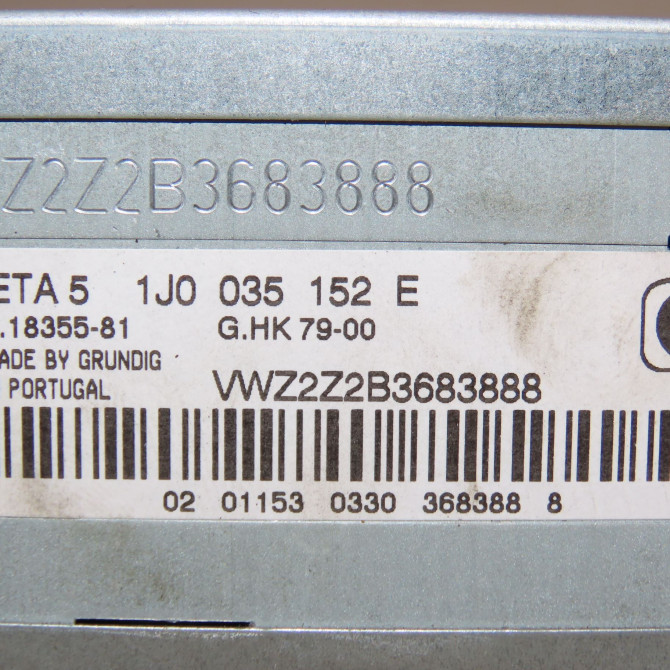 Z2Z2B3683888
ETA 5 1J0 035 152 E
.18355-81 G.HK 79-00
ADE BY GRUNDIG
PORTUGAL VWZ2Z2B3683888
02 01153 0330 368388 8